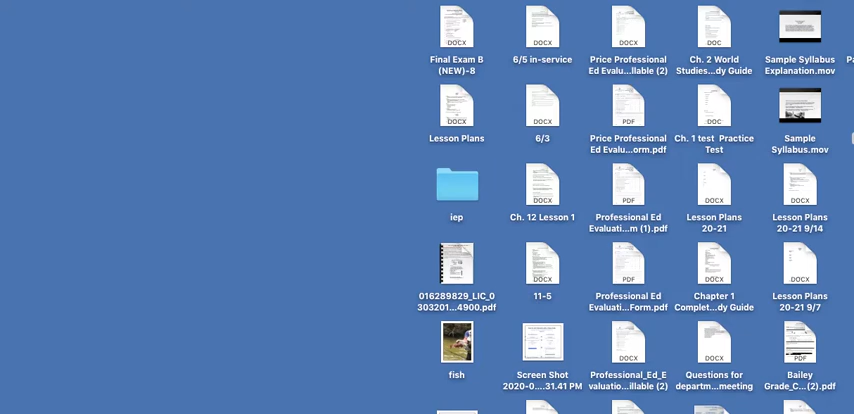 DOCX
DOCX
DOCX
DOC
Final Exam B
(NEW)-8
6/5 in-service
Price Professional
Ed Evalu...llable (2)
Ch. 2 World
Studies...dy Guide
Sample Syllabus
Explanation.mov
Pa
DOCX
DOCX
PDF
DOC
Lesson Plans
6/3
Price Professional
Ed Evalu...orm.pdf
Ch. 1 test Practice
Test
Sample
Syllabus.mov
DOCX
PDF
DOCX
DOCX
iep
Ch. 12 Lesson 1
Professional Ed
Evaluati...m (1).pdf
Lesson Plans
20-21
Lesson Plans
20-21 9/14
DOCX
PDF
DOCX
DOCX
016289829_LIC_0
303201...4900.pdf
11-5
Professional Ed
Evaluati...Form.pdf
Chapter 1
Complet...dy Guide
Lesson Plans
20-21 9/7
DOCX
DOCX
PDF
fish
Screen Shot
2020-0....31.41 PM
Professional_Ed_E
valuatio...illable (2)
Questions for
departm...meeting
Bailey
Grade_C...(2).pdf